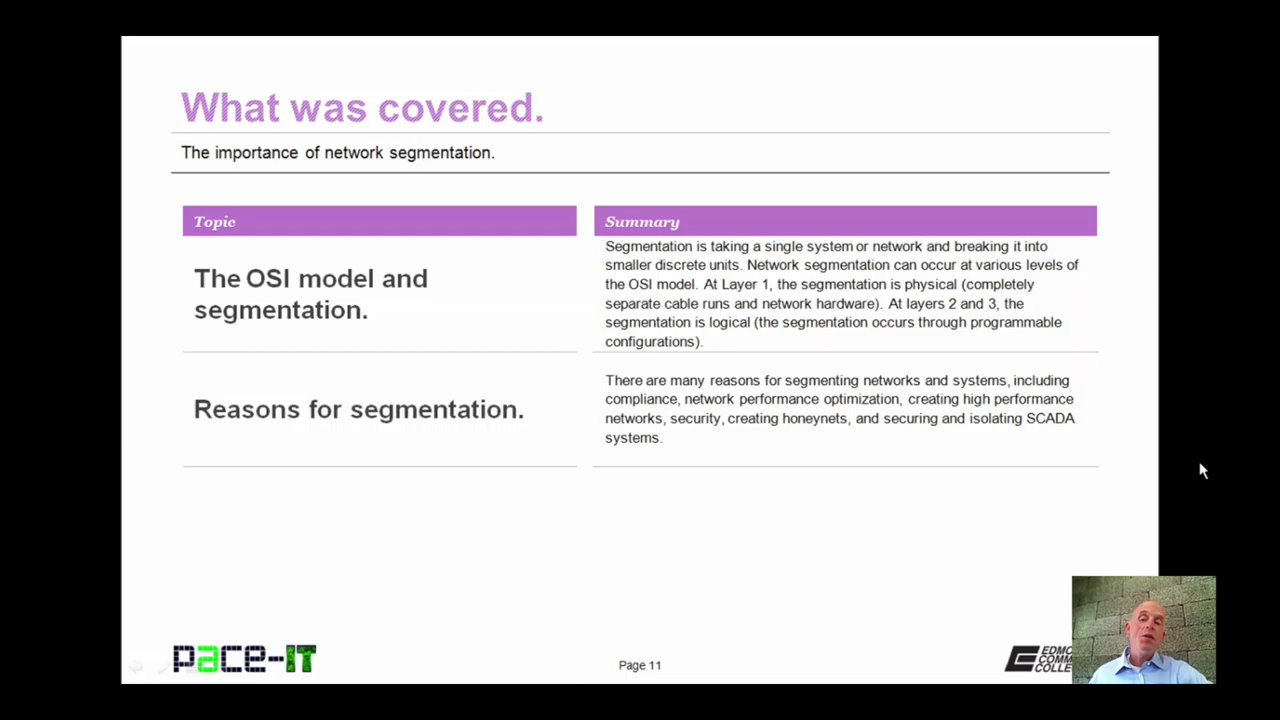 What was covered.
The importance of network segmentation.
Topic
Summary
The OSI model and
segmentation.
Segmentation is taking a single system or network and breaking it into
smaller discrete units. Network segmentation can occur at various levels of
the OSI model. At Layer 1, the segmentation is physical (completely
separate cable runs and network hardware). At layers 2 and 3, the
segmentation is logical (the segmentation occurs through programmable
configurations).
Reasons for segmentation.
There are many reasons for segmenting networks and systems, including
compliance, network performance optimization, creating high performance
networks, security, creating honeynets, and securing and isolating SCADA
systems.
pace-IT
Page 11